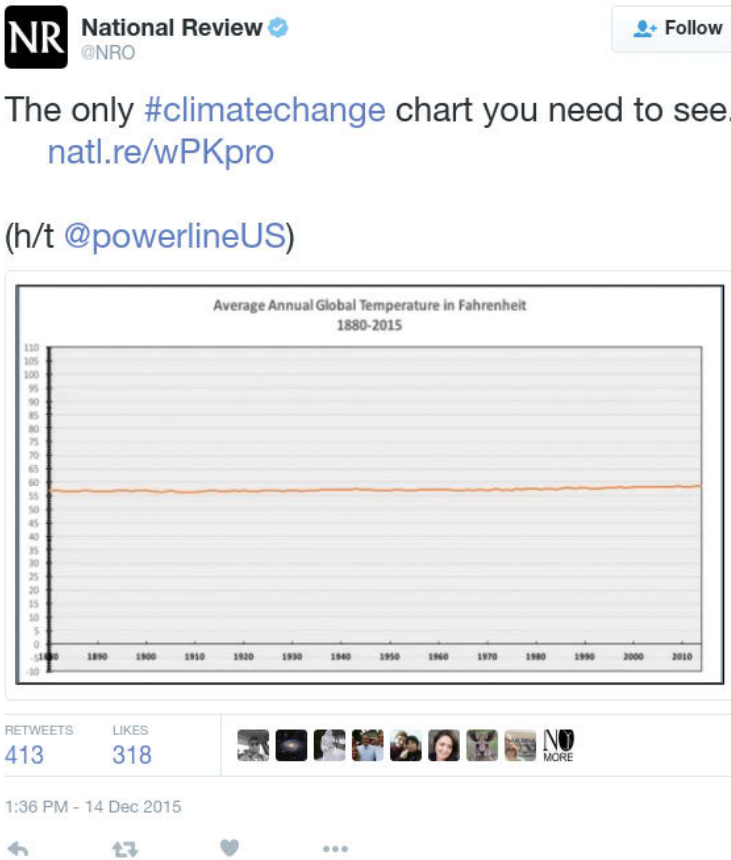 NR National Review
@NRO
Follow
The only #climatechange chart you need to see.
natl.re/wPKpro
(h/t @powerlineUS)
Average Annual Global Temperature in Fahrenheit
1880-2015
110
105
100
95
90
85
80
75
70
65
60
55
50
45
40
35
30
25
20
15
10
5
0
-5
-10
1880 1890 1900 1910 1920 1930 1940 1950 1960 1970 1980 1990 2000 2010
RETWEETS LIKES
413 318
NO
MORE
1:36 PM - 14 Dec 2015